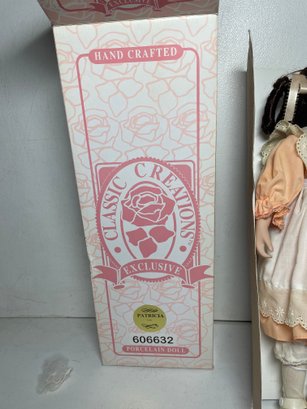 HAND CRAFTED
CLASSIC CREATIONS
EXCLUSIVE
PATRICIA
606632
PORCELAIN DOLL